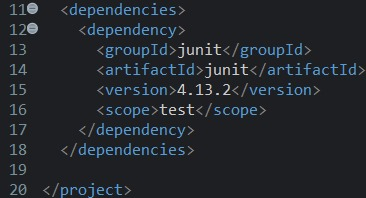 11 <dependencies>
12 <dependency>
13 <groupId>junit</groupId>
14 <artifactId>junit</artifactId>
15 <version>4.13.2</version>
16 <scope>test</scope>
17 </dependency>
18 </dependencies>
19
20 </project>